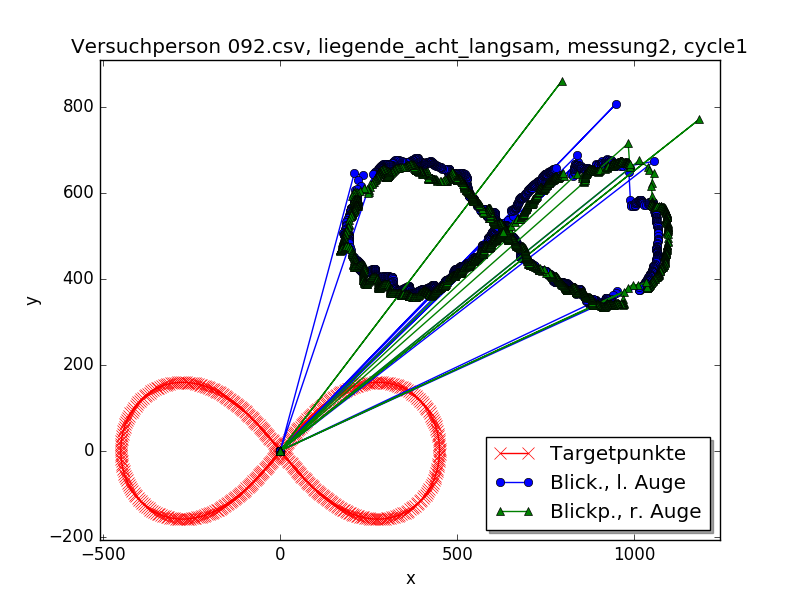 Versuchperson 092.csv, liegende_acht_langsam, messung2, cycle1
800
600
400
200
0
−200
y
−500
0
500
1000
x
Targetpunkte
Blick., l. Auge
Blickp., r. Auge